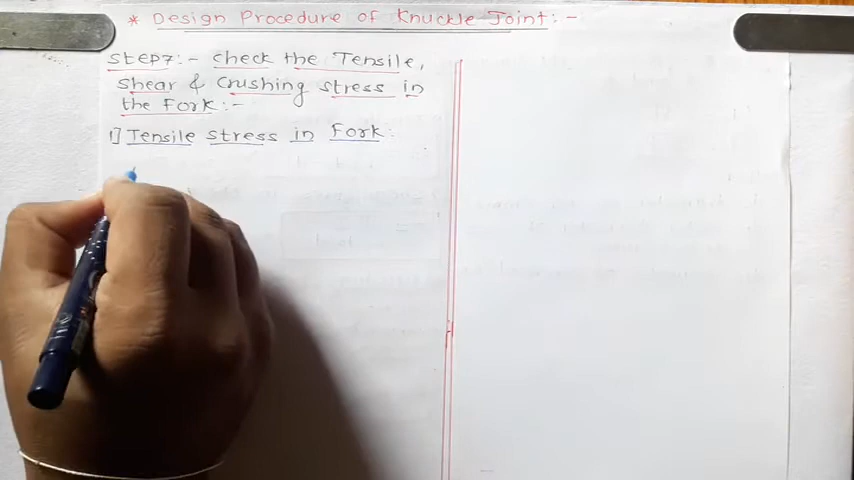 * Design Procedure of Knuckle Joint:-
Step7:- Check the Tensile,
Shear & Crushing stress in
the Fork:-
1] Tensile stress in Fork: